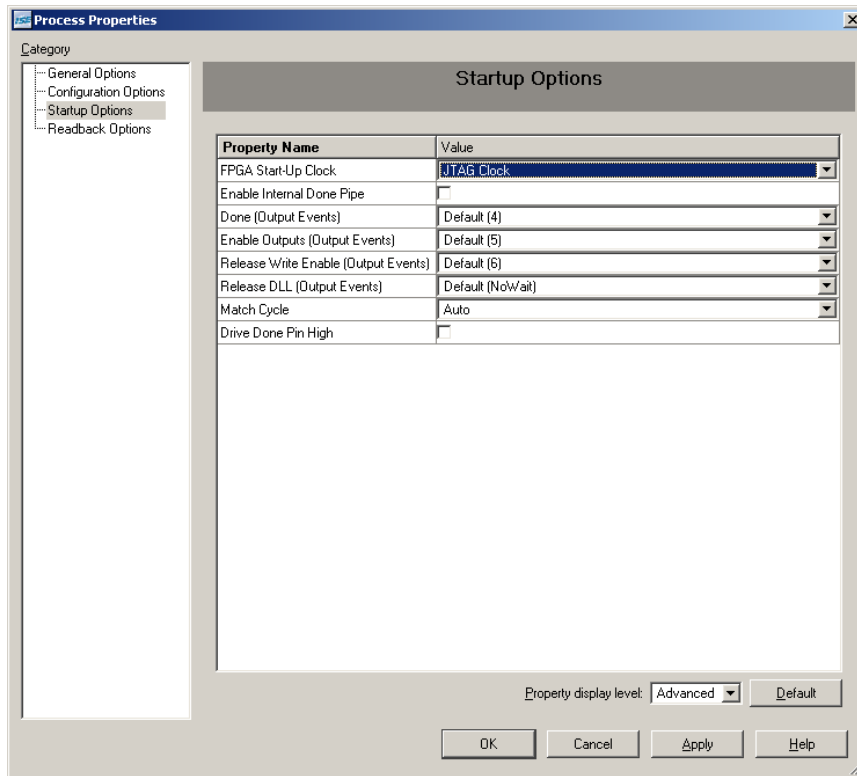 ISE Process Properties
Category
General Options
Configuration Options
Startup Options
Readback Options
Startup Options
Property Name Value
FPGA Start-Up Clock JTAG Clock
Enable Internal Done Pipe
Done (Output Events) Default (4)
Enable Outputs (Output Events) Default (5)
Release Write Enable (Output Events) Default (6)
Release DLL (Output Events) Default (NoWait)
Match Cycle Auto
Drive Done Pin High
Property display level: Advanced Default
OK Cancel Apply Help